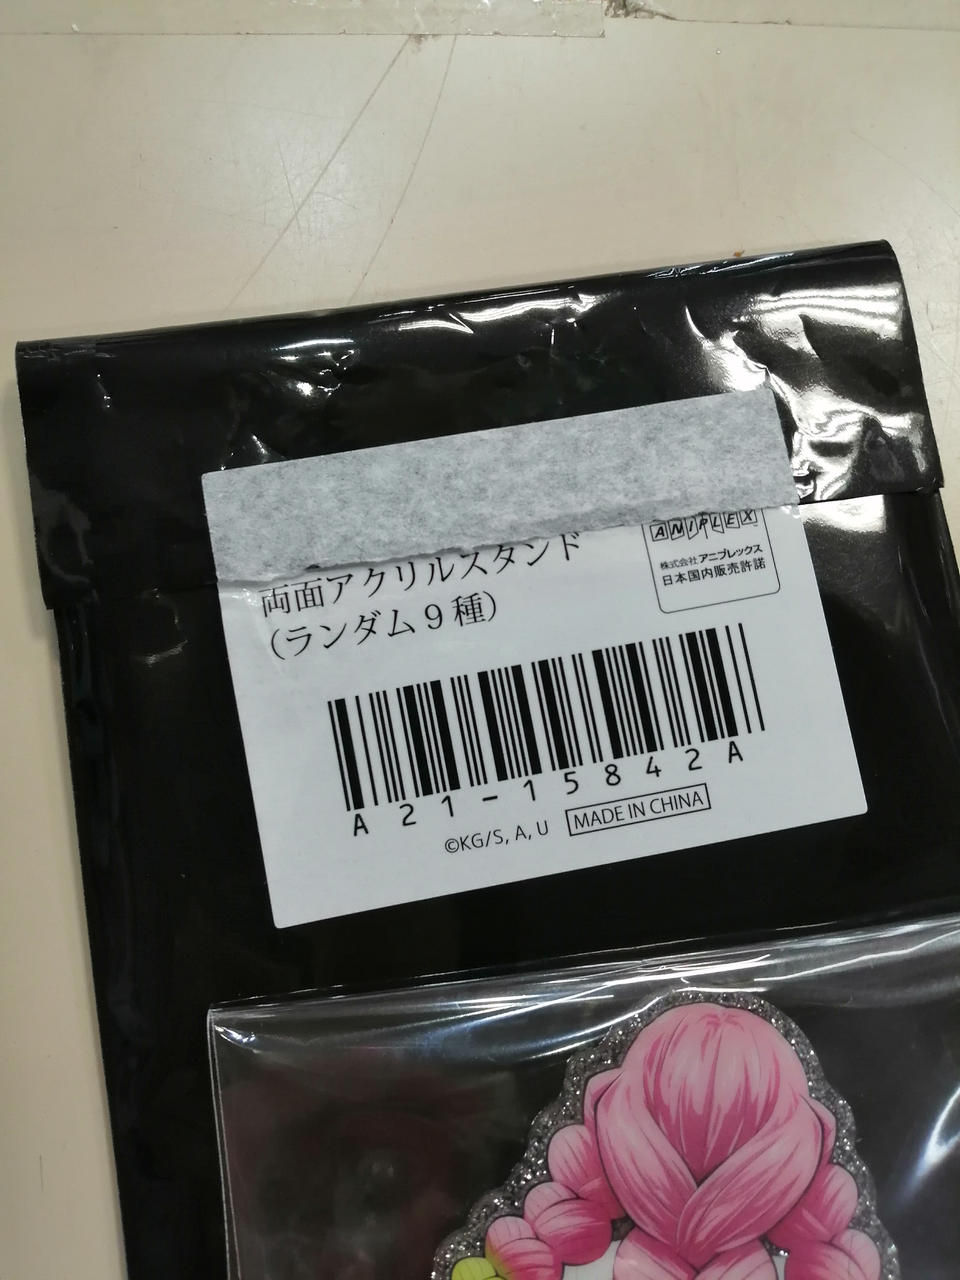 ANIPLEX
株式会社アニプレックス
日本国内販売許諾
両面アクリルスタンド
（ランダム９種）
A21-15842A
©KG/S, A, U
MADE IN CHINA